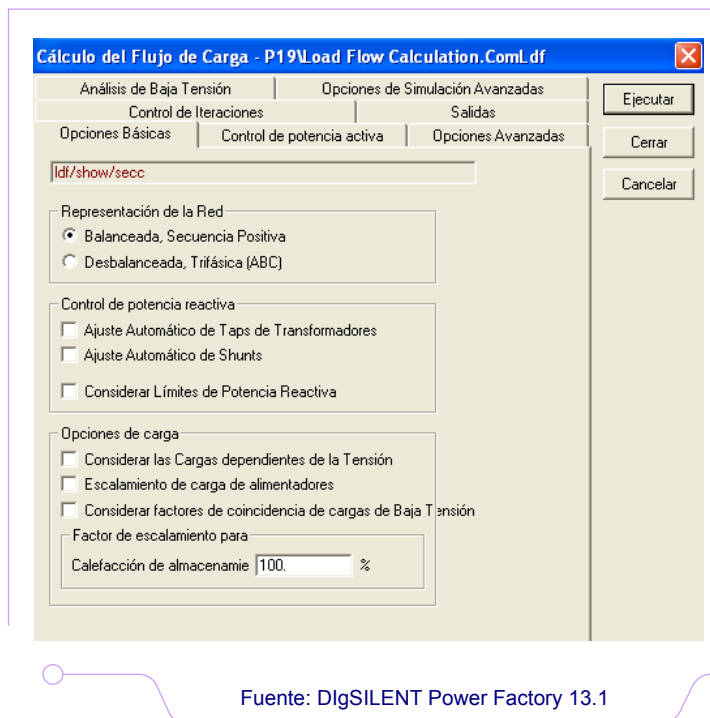 Cálculo del Flujo de Carga - P19\Load Flow Calculation.ComLdf
Análisis de Baja Tensión
Opciones de Simulación Avanzadas
Control de Iteraciones
Salidas
Opciones Básicas
Control de potencia activa
Opciones Avanzadas
Ejecutar
Cerrar
Cancelar
ldf/show/secc
Representación de la Red
Balanceada, Secuencia Positiva
Desbalanceada, Trifásica (ABC)
Control de potencia reactiva
Ajuste Automático de Taps de Transformadores
Ajuste Automático de Shunts
Considerar Límites de Potencia Reactiva
Opciones de carga
Considerar las Cargas dependientes de la Tensión
Escalamiento de carga de alimentadores
Considerar factores de coincidencia de cargas de Baja Tensión
Factor de escalamiento para
Calefacción de almacenamie 100. %
Fuente: DIgSILENT Power Factory 13.1